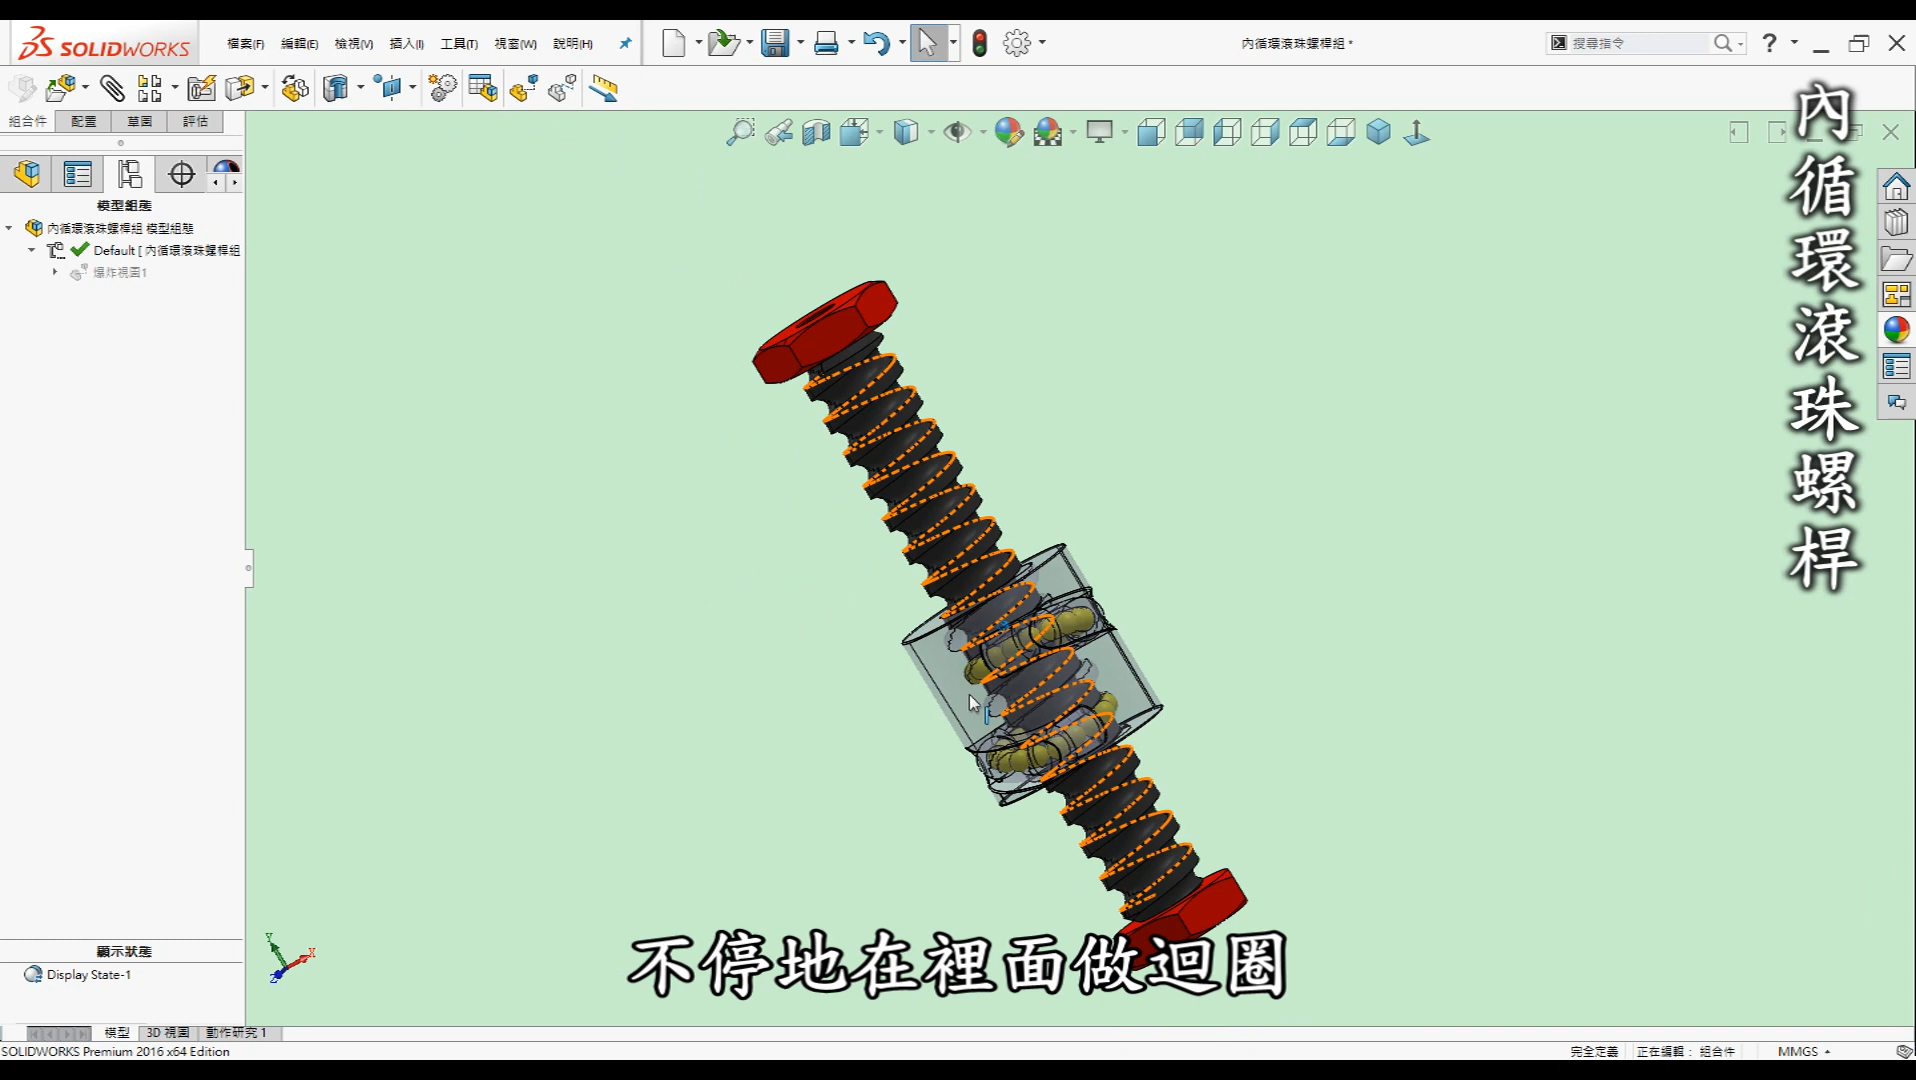 SOLIDWORKS
檔案(F) 編輯(E) 檢視(V) 插入(I) 工具(T) 視窗(W) 說明(H)
內循環滾珠螺桿組 *
搜尋指令
組合件 配置 草圖 評估
模型組態
內循環滾珠螺桿組 模型組態
Default [ 內循環滾珠螺桿組
爆炸視圖1
內循環滾珠螺桿
Y
X
Z
不停地在裡面做迴圈
顯示狀態
Display State-1
模型 3D 視圖 動作研究 1
SOLIDWORKS Premium 2016 x64 Edition
完全定義 正在編輯： 組合件 MMGS